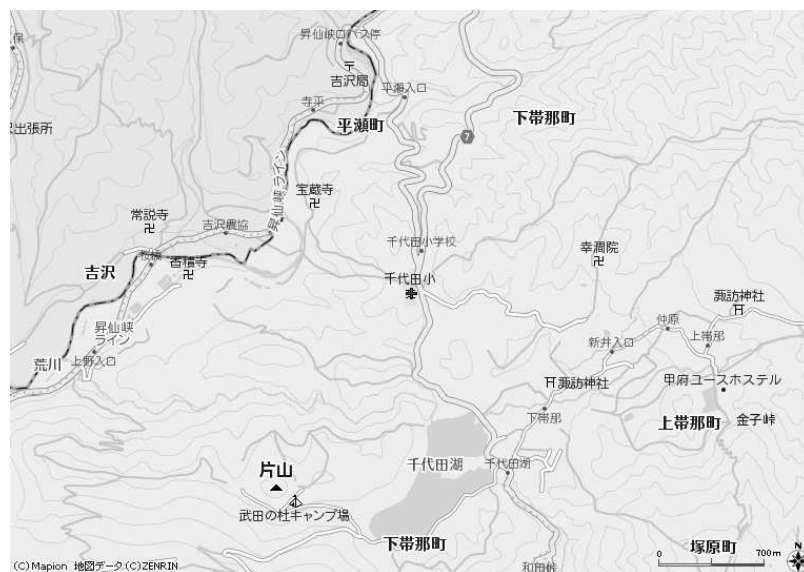 昇仙峡口バス停
吉沢局
平瀬入口
寺平
平瀬町
下帯那町
7
沢出張所
昇仙峡ライン
宝蔵寺
常説寺
吉沢農協
千代田小学校
幸潤院
桜橋
香積寺
吉沢
千代田小
諏訪神社
昇仙峡
ライン
仲原
上帯那
新井入口
荒川
上野入口
諏訪神社
甲府ユースホステル
下帯那
上帯那町
金子峠
千代田湖
千代田湖
片山
武田の杜キャンプ場
下帯那町
塚原町
和田峠
0
700m
N
(C)Mapion 地図データ(C)ZENRIN